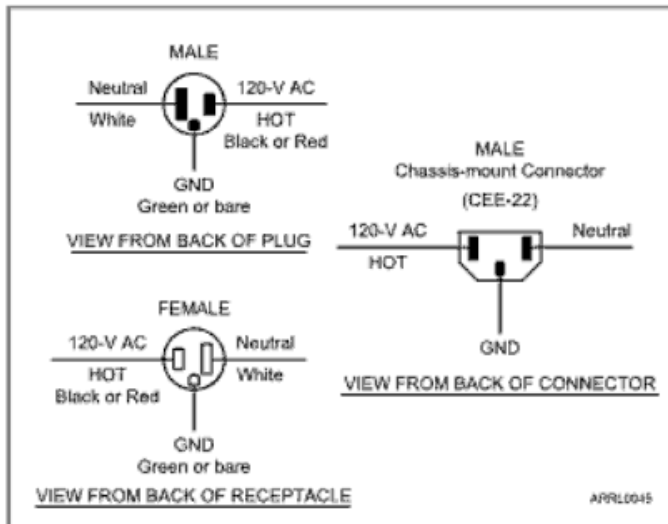 MALE
Neutral
120-V AC
White
HOT
Black or Red
GND
Green or bare
VIEW FROM BACK OF PLUG
MALE
Chassis-mount Connector
(CEE-22)
120-V AC
Neutral
HOT
GND
VIEW FROM BACK OF CONNECTOR
FEMALE
120-V AC
Neutral
HOT
White
Black or Red
GND
Green or bare
VIEW FROM BACK OF RECEPTACLE
ARRL0045